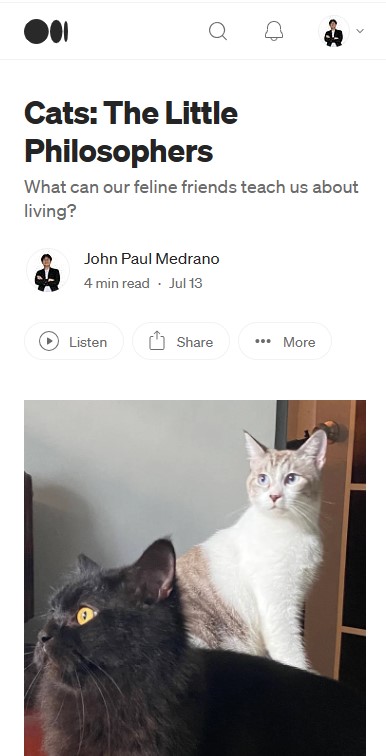 Cats: The Little
Philosophers
What can our feline friends teach us about
living?
John Paul Medrano
4 min read · Jul 13
Listen
Share
More